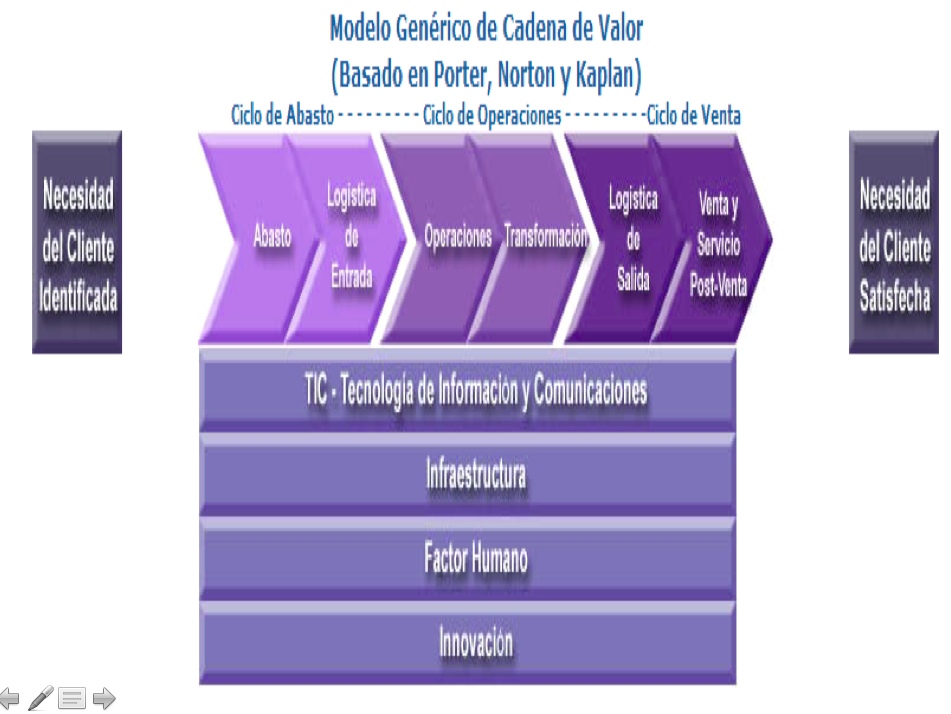 Modelo Genérico de Cadena de Valor
(Basado en Porter, Norton y Kaplan)
Ciclo de Abasto - - - - - - - - - Ciclo de Operaciones - - - - - - - - -Ciclo de Venta
Necesidad
del Cliente
Identificada
Abasto
Logistica
de
Entrada
Operaciones
Transformación
Logistica
de
Salida
Venta y
Servicio
Post-Venta
Necesidad
del Cliente
Satisfecha
TIC - Tecnología de Información y Comunicaciones
Infraestructura
Factor Humano
Innovación